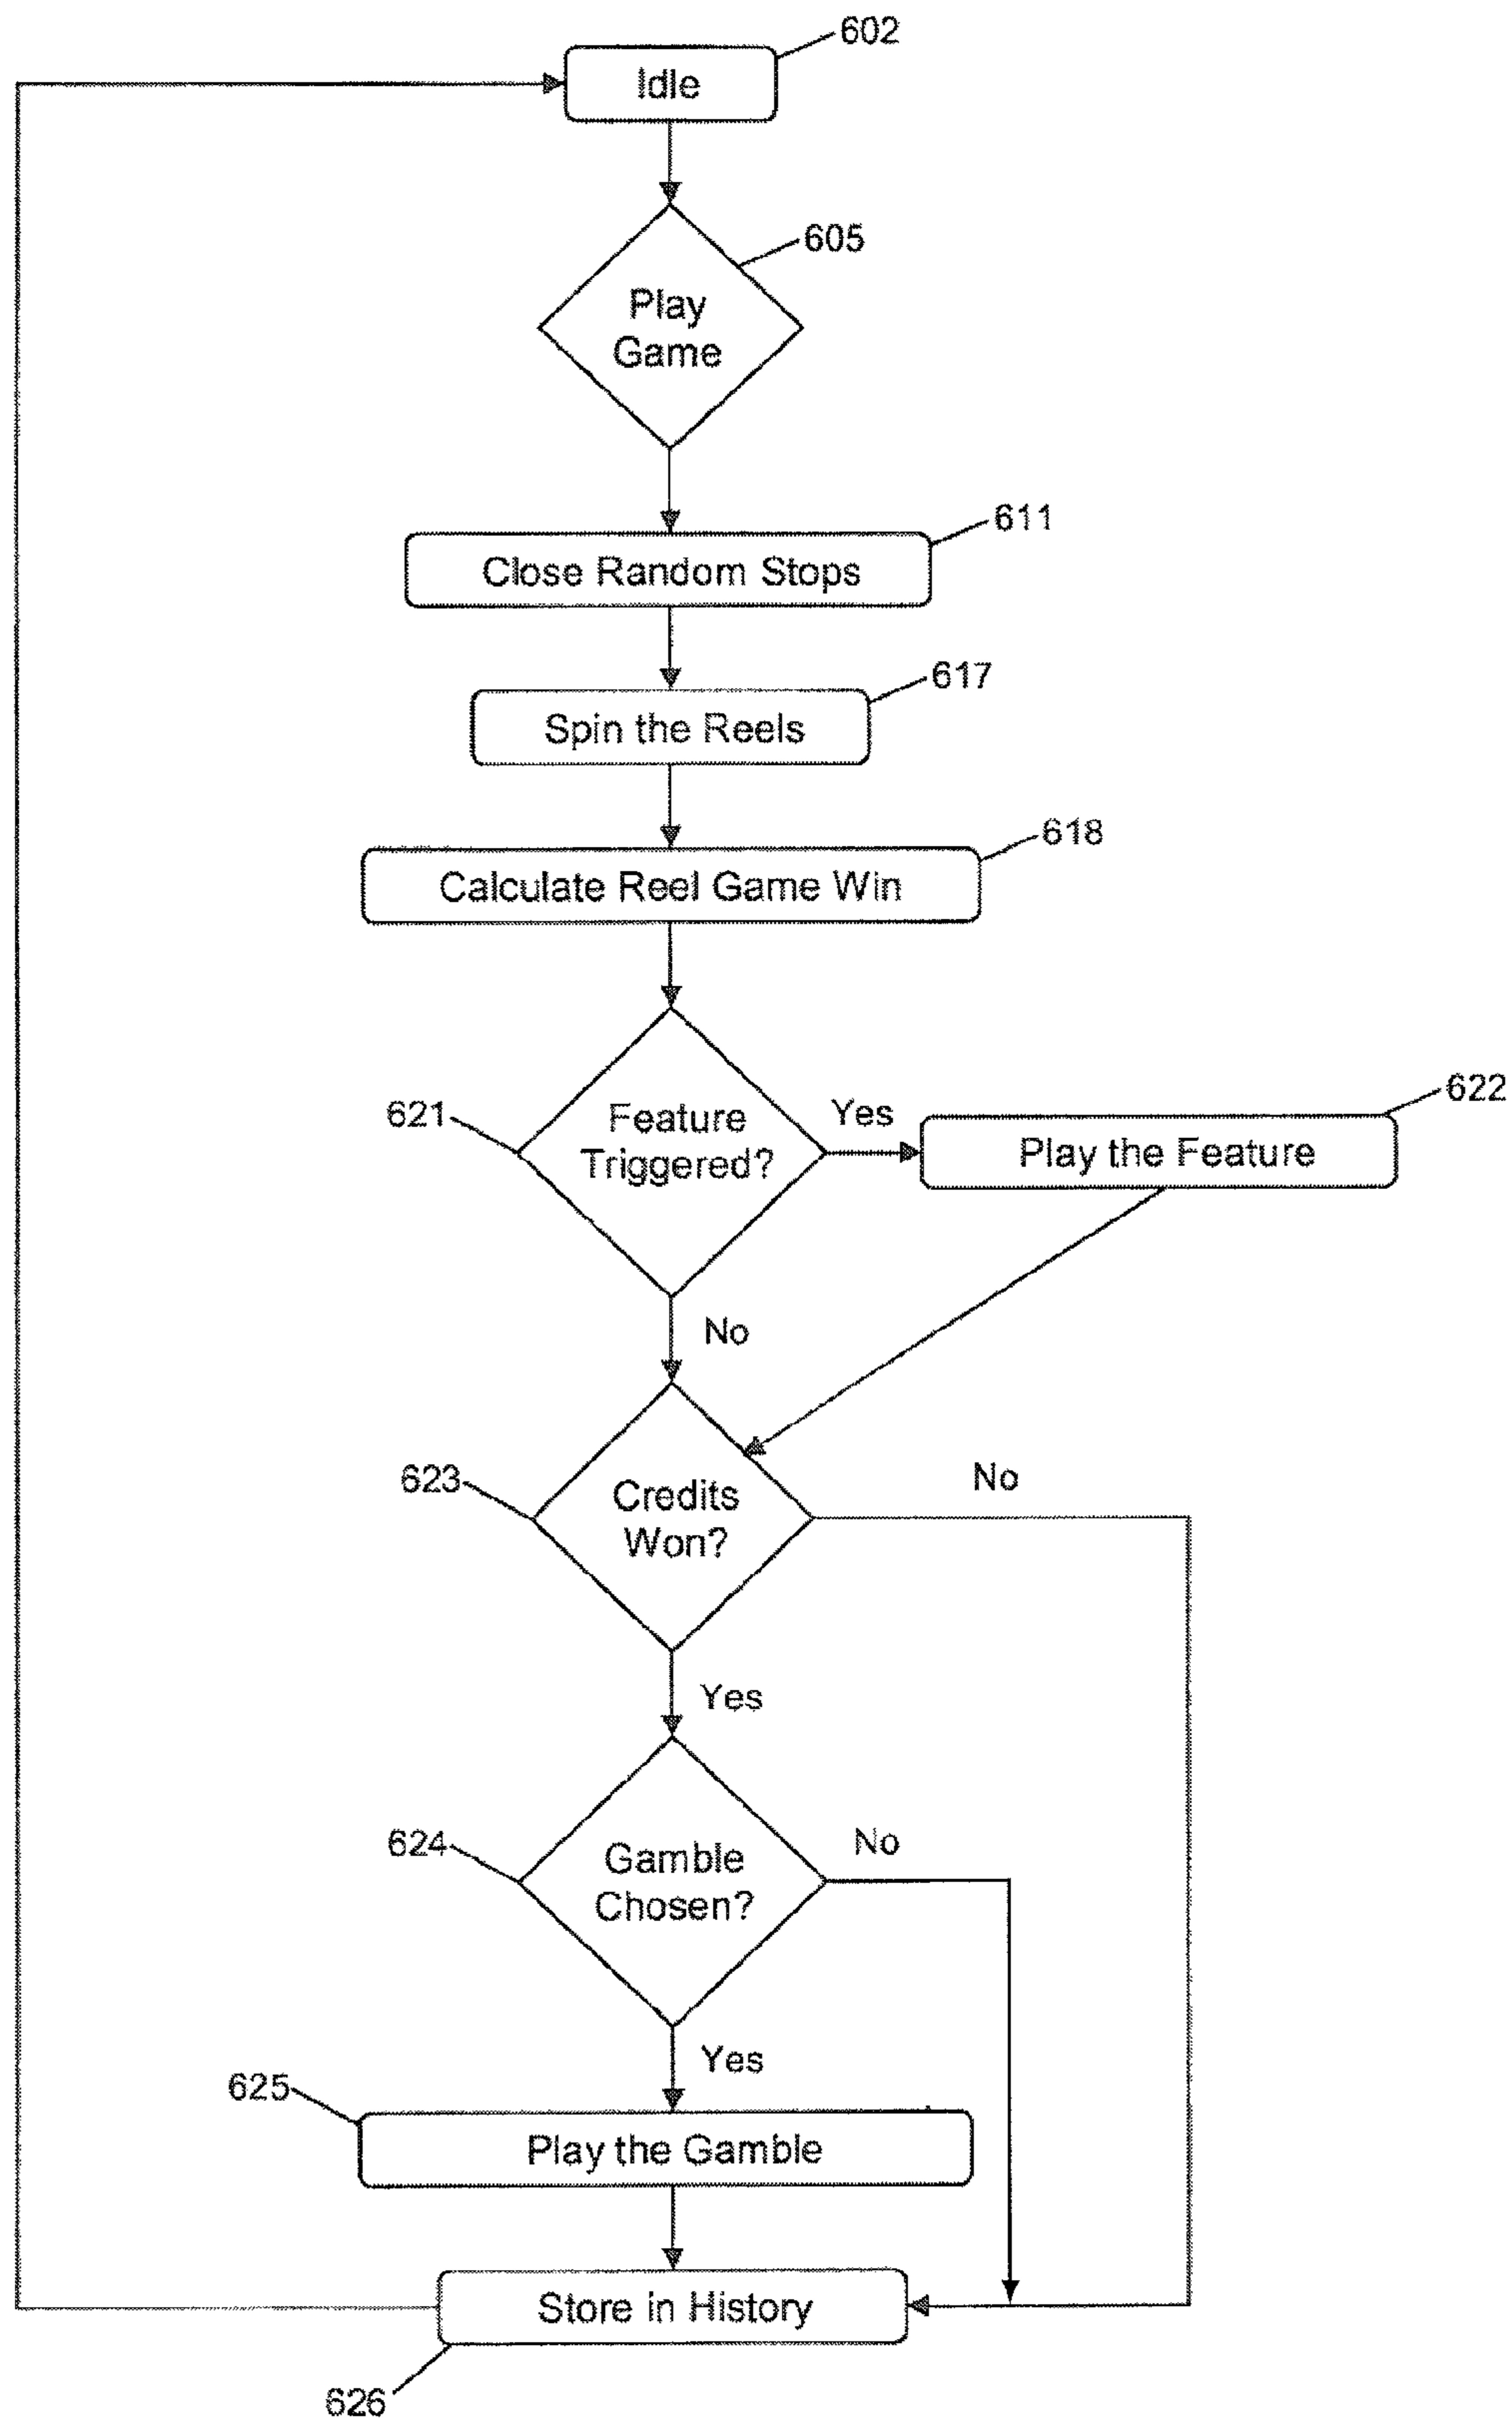 602
Idle
605
Play
Game
611
Close Random Stops
617
Spin the Reels
618
Calculate Reel Game Win
621
Feature
Triggered?
Yes
622
Play the Feature
No
623
Credits
Won?
No
Yes
624
Gamble
Chosen?
No
Yes
625
Play the Gamble
Store in History
626